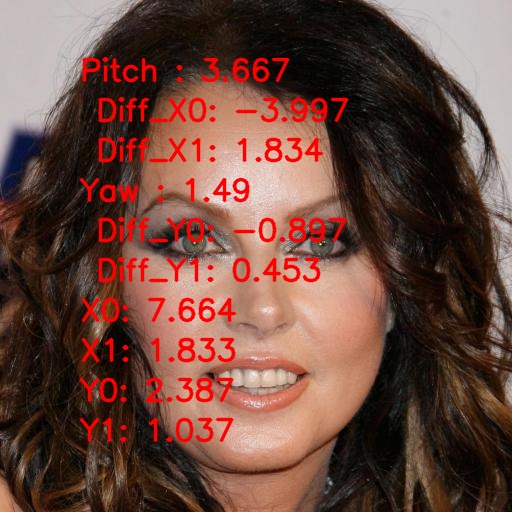 Pitch : 3.667
Diff_X0: -3.997
Diff_X1: 1.834
Yaw : 1.49
Diff_Y0: -0.897
Diff_Y1: 0.453
X0: 7.664
X1: 1.833
Y0: 2.387
Y1: 1.037